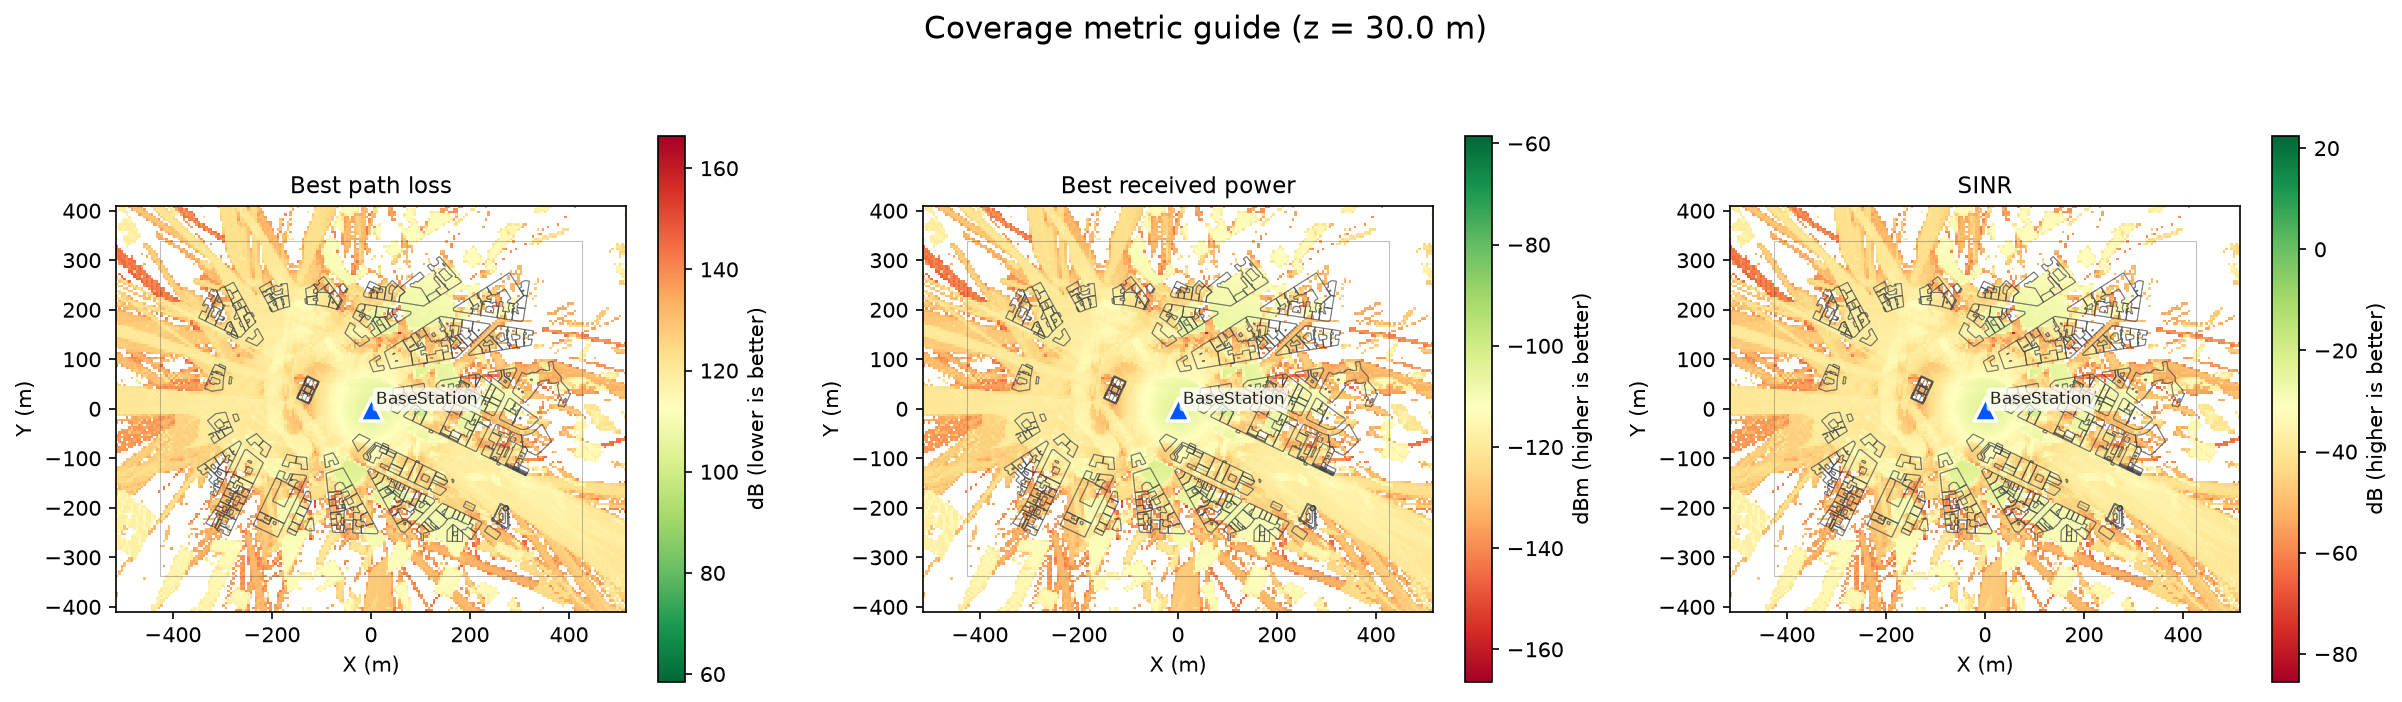 Coverage metric guide (z = 30.0 m)
Best path loss
400
300
200
100
0
−100
−200
−300
−400
Y (m)
BaseStation
−400 −200 0 200 400
X (m)
160
140
120
100
80
60
dB (lower is better)
Best received power
400
300
200
100
0
−100
−200
−300
−400
Y (m)
BaseStation
−400 −200 0 200 400
X (m)
−60
−80
−100
−120
−140
−160
dBm (higher is better)
SINR
400
300
200
100
0
−100
−200
−300
−400
Y (m)
BaseStation
−400 −200 0 200 400
X (m)
20
0
−20
−40
−60
−80
dB (higher is better)